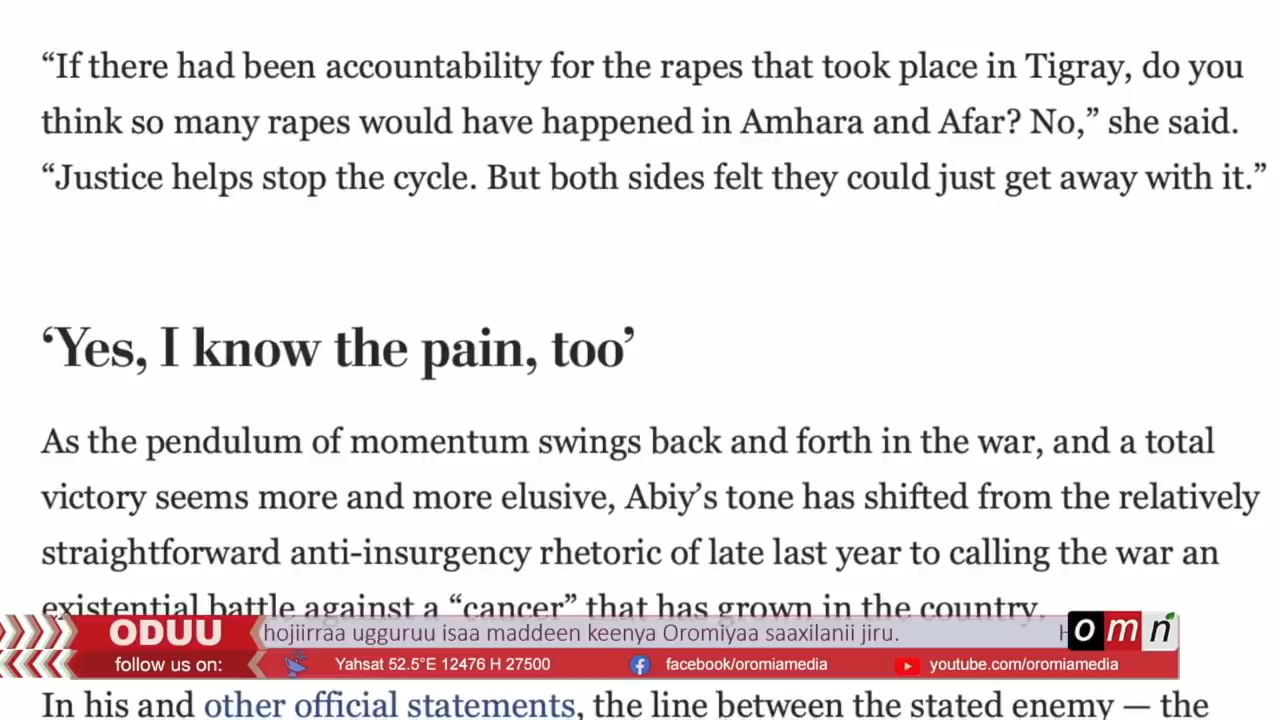 “If there had been accountability for the rapes that took place in Tigray, do you
think so many rapes would have happened in Amhara and Afar? No,” she said.
“Justice helps stop the cycle. But both sides felt they could just get away with it.”
‘Yes, I know the pain, too’
As the pendulum of momentum swings back and forth in the war, and a total
victory seems more and more elusive, Abiy’s tone has shifted from the relatively
straightforward anti-insurgency rhetoric of late last year to calling the war an
existential battle against a “cancer” that has grown in the country.
ODUU
hojiirraa ugguruu isaa maddeen keenya Oromiyaa saaxilanii jiru.
H
omn
follow us on:
Yahsat 52.5°E 12476 H 27500
facebook/oromiamedia
youtube.com/oromiamedia
In his and other official statements, the line between the stated enemy — the